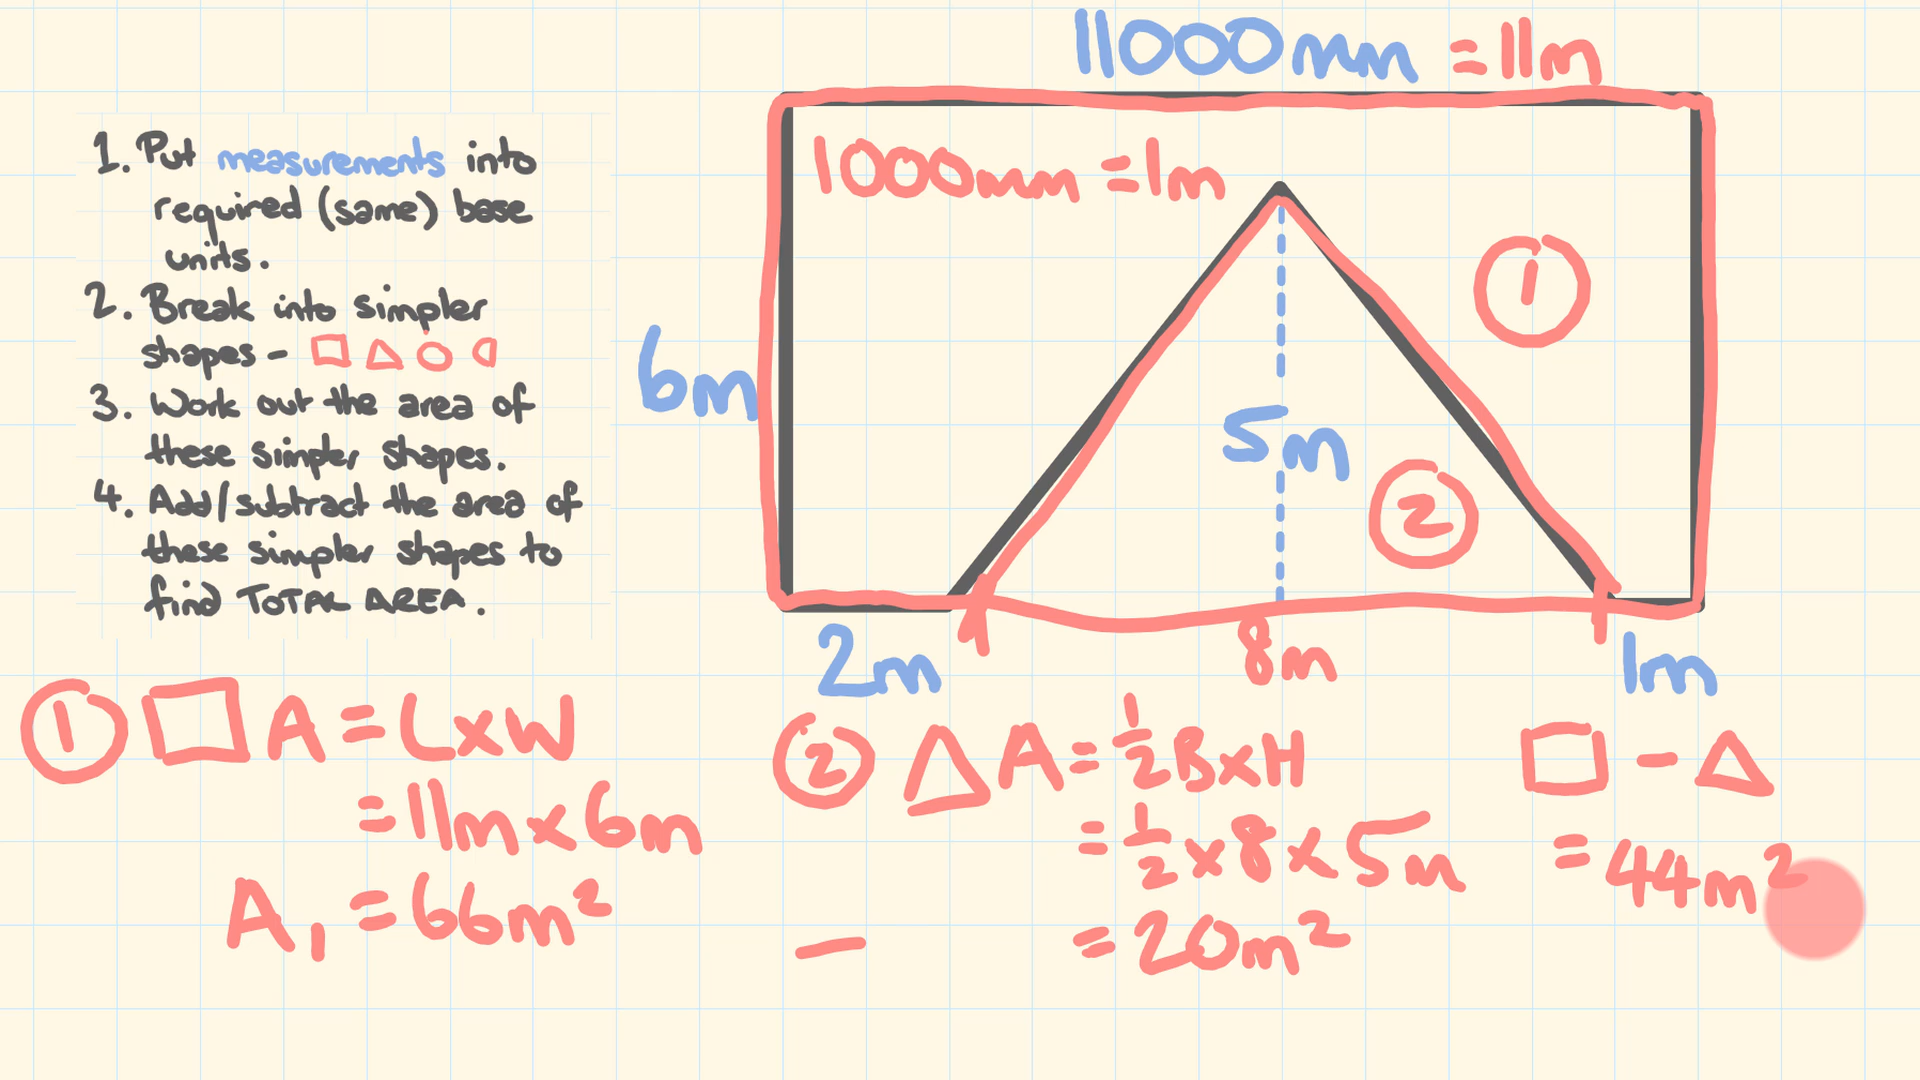 1. Put measurements into
required (same) base
units.
2. Break into simpler
shapes -
3. Work out the area of
these simpler shapes.
4. Add/subtract the area of
these simpler shapes to
find TOTAL AREA.
11000mm = 11m
1000mm = 1m
1
6m
5m
2
2m
8m
1m
1 A = L x W
= 11m x 6m
A1 = 66m²
2 A = 1/2 B x H
= 1/2 x 8 x 5m
- = 20m²
-
= 44m²